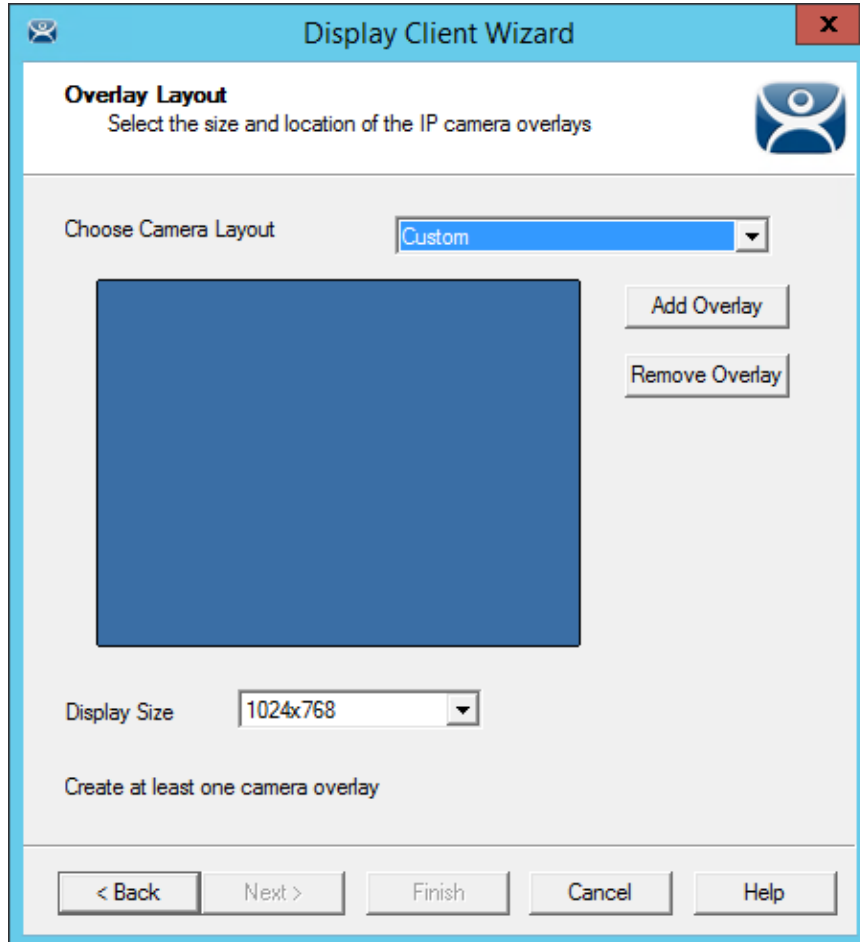 Display Client Wizard
x
Overlay Layout
Select the size and location of the IP camera overlays
Choose Camera Layout
Custom
Add Overlay
Remove Overlay
Display Size
1024x768
Create at least one camera overlay
< Back
Next >
Finish
Cancel
Help